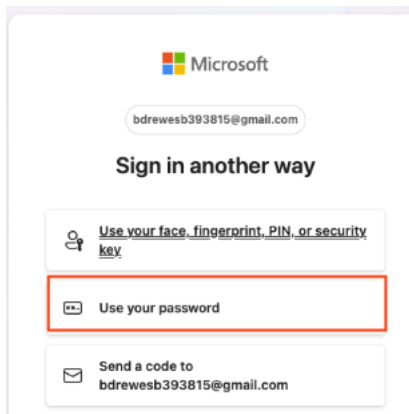 Microsoft
bdrewesb393815@gmail.com
Sign in another way
Use your face, fingerprint, PIN, or security
key
Use your password
Send a code to
bdrewesb393815@gmail.com